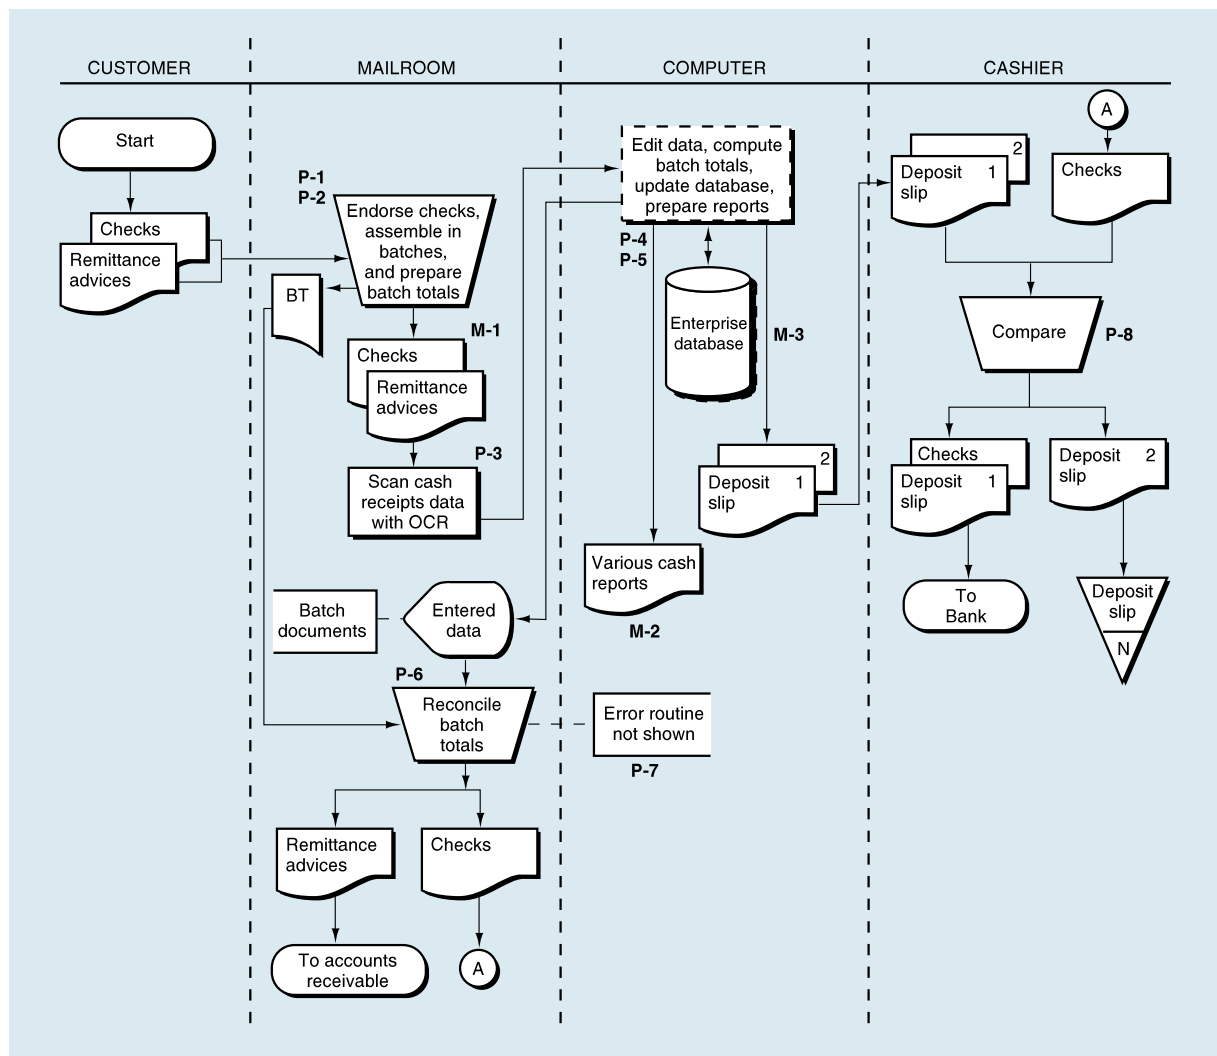 CUSTOMER
MAILROOM
COMPUTER
CASHIER
Start
Checks
Remittance
advices
P-1
P-2
Endorse checks,
assemble in
batches,
and prepare
batch totals
BT
M-1
Checks
Remittance
advices
P-3
Scan cash
receipts data
with OCR
Batch
documents
Entered
data
P-6
Reconcile
batch
totals
Remittance
advices
Checks
To accounts
receivable
A
Edit data, compute
batch totals,
update database,
prepare reports
P-4
P-5
Enterprise
database
M-3
2
Deposit 1
slip
Various cash
reports
M-2
Error routine
not shown
P-7
A
2
Deposit 1
slip
Checks
Compare
P-8
Checks
Deposit 1
slip
Deposit 2
slip
To
Bank
Deposit
slip
N